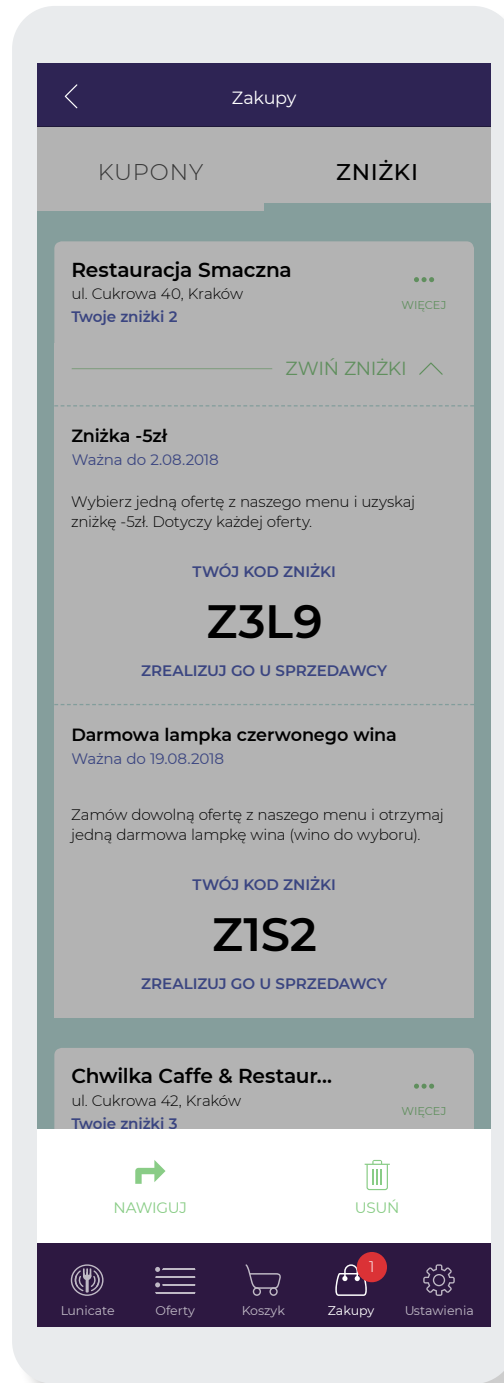 Zakupy
KUPONY
ZNIŻKI
Restauracja Smaczna
ul. Cukrowa 40, Kraków
Twoje zniżki 2
WIĘCEJ
ZWIŃ ZNIŻKI
Zniżka -5zł
Ważna do 2.08.2018
Wybierz jedną ofertę z naszego menu i uzyskaj
zniżkę -5zł. Dotyczy każdej oferty.
TWÓJ KOD ZNIŻKI
Z3L9
ZREALIZUJ GO U SPRZEDAWCY
Darmowa lampka czerwonego wina
Ważna do 19.08.2018
Zamów dowolną ofertę z naszego menu i otrzymaj
jedną darmowa lampkę wina (wino do wyboru).
TWÓJ KOD ZNIŻKI
Z1S2
ZREALIZUJ GO U SPRZEDAWCY
Chwilka Caffe & Restaur...
ul. Cukrowa 42, Kraków
Twoje zniżki 3
WIĘCEJ
NAWIGUJ
USUŃ
1
Lunicate
Oferty
Koszyk
Zakupy
Ustawienia